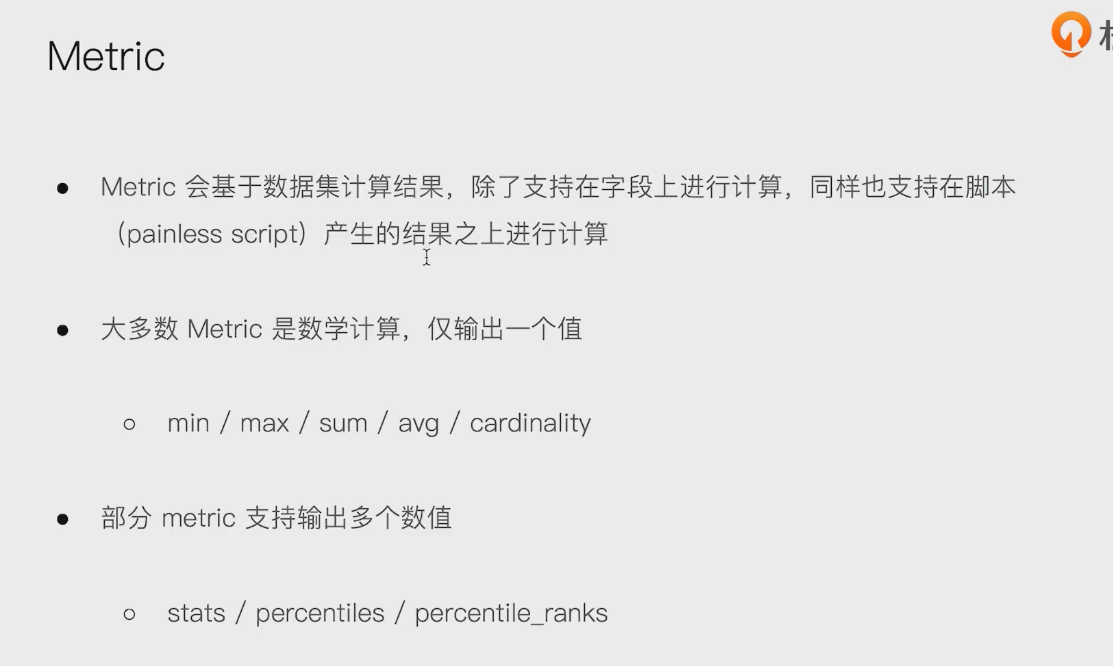 Metric
● Metric 会基于数据集计算结果，除了支持在字段上进行计算，同样也支持在脚本
（painless script）产生的结果之上进行计算
● 大多数 Metric 是数学计算，仅输出一个值
○ min / max / sum / avg / cardinality
● 部分 metric 支持输出多个数值
○ stats / percentiles / percentile_ranks